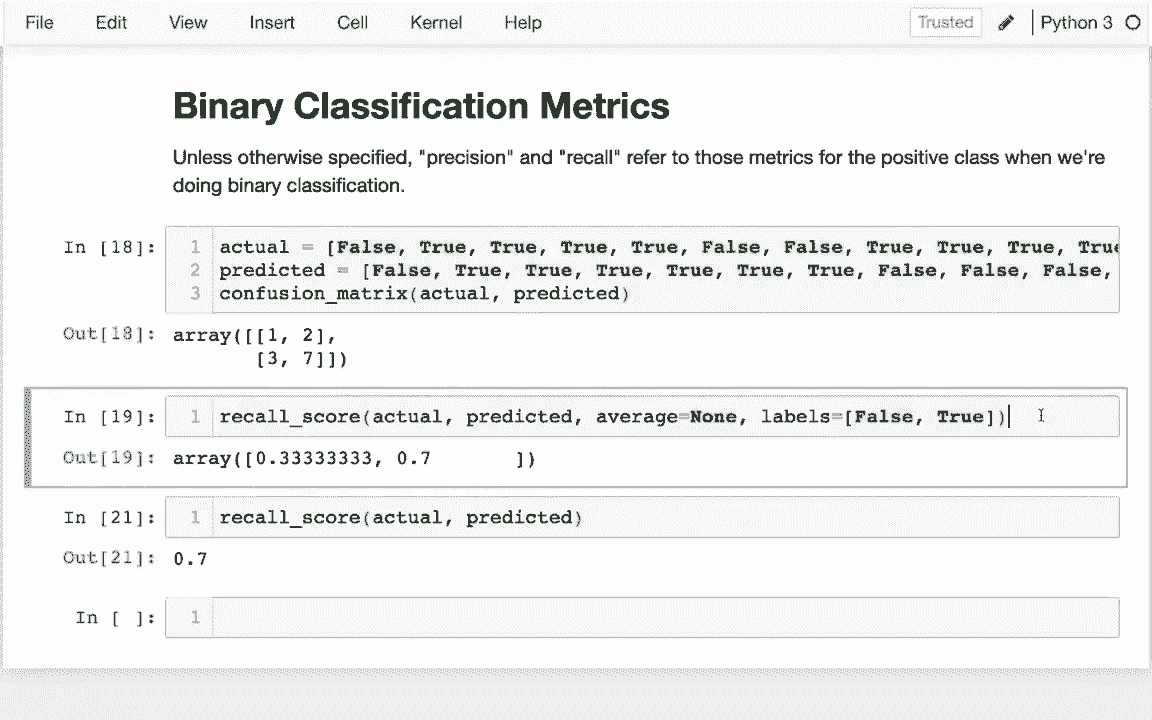 File Edit View Insert Cell Kernel Help Trusted Python 3
Binary Classification Metrics
Unless otherwise specified, "precision" and "recall" refer to those metrics for the positive class when we're
doing binary classification.
In [18]: 1 actual = [False, True, True, True, True, False, False, True, True, True, True
2 predicted = [False, True, True, True, True, True, True, False, False, False,
3 confusion_matrix(actual, predicted)
Out[18]: array([[1, 2],
[3, 7]])
In [19]: 1 recall_score(actual, predicted, average=None, labels=[False, True])
Out[19]: array([0.33333333, 0.7       ])
In [21]: 1 recall_score(actual, predicted)
Out[21]: 0.7
In [ ]: 1